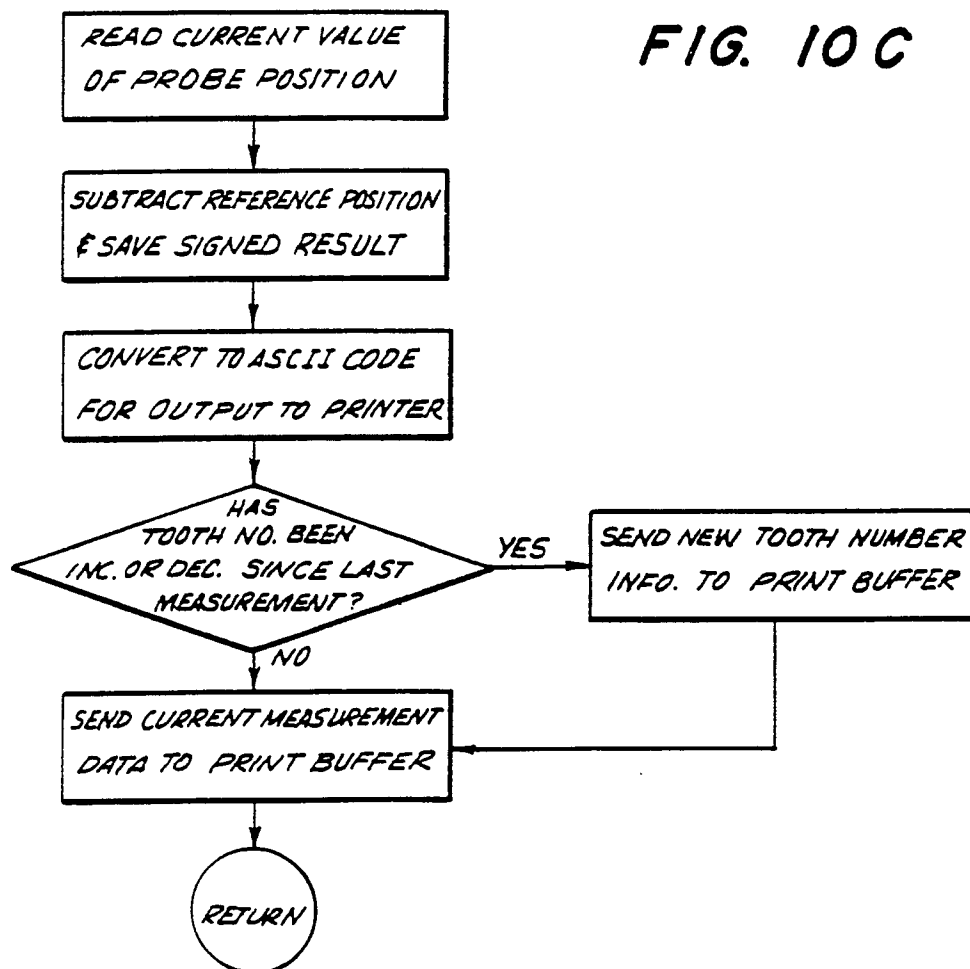 FIG. 10C
READ CURRENT VALUE
OF PROBE POSITION
SUBTRACT REFERENCE POSITION
& SAVE SIGNED RESULT
CONVERT TO ASCII CODE
FOR OUTPUT TO PRINTER
HAS
TOOTH NO. BEEN
INC. OR DEC. SINCE LAST
MEASUREMENT?
YES
SEND NEW TOOTH NUMBER
INFO. TO PRINT BUFFER
NO
SEND CURRENT MEASUREMENT
DATA TO PRINT BUFFER
RETURN